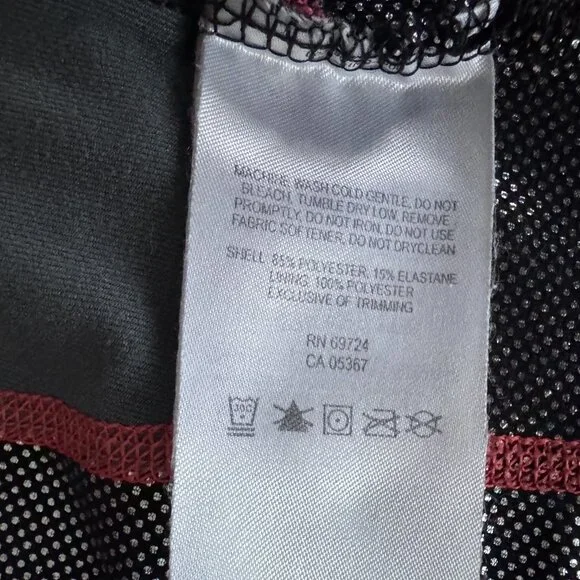 MACHINE WASH COLD GENTLE, DO NOT
BLEACH, TUMBLE DRY LOW, REMOVE
PROMPTLY, DO NOT IRON, DO NOT USE
FABRIC SOFTENER, DO NOT DRYCLEAN
SHELL: 85% POLYESTER, 15% ELASTANE
LINING: 100% POLYESTER
EXCLUSIVE OF TRIMMING
RN 69724
CA 05367
30C